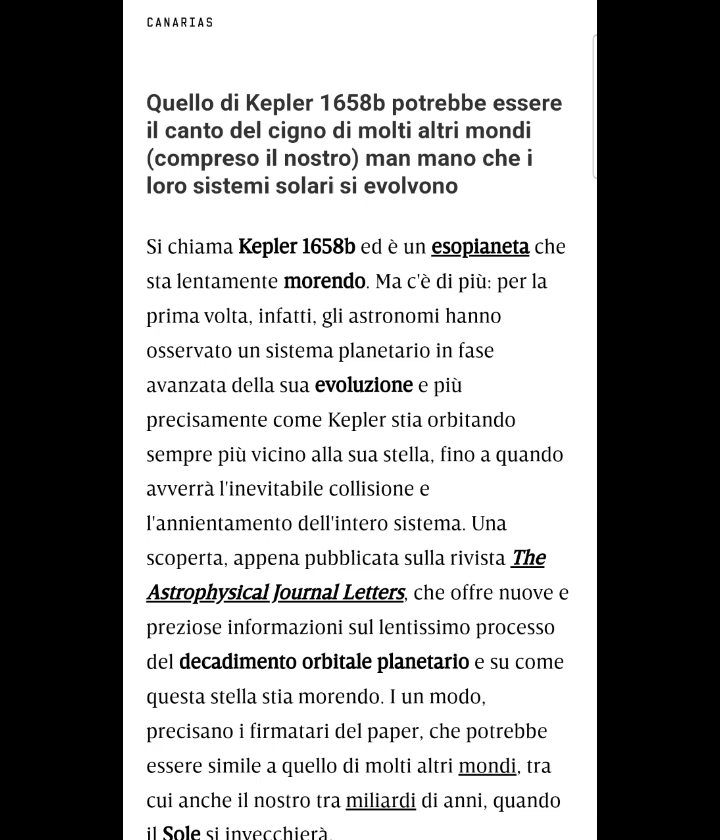 CANARIAS
Quello di Kepler 1658b potrebbe essere
il canto del cigno di molti altri mondi
(compreso il nostro) man mano che i
loro sistemi solari si evolvono
Si chiama Kepler 1658b ed è un esopianeta che
sta lentamente morendo. Ma c'è di più: per la
prima volta, infatti, gli astronomi hanno
osservato un sistema planetario in fase
avanzata della sua evoluzione e più
precisamente come Kepler stia orbitando
sempre più vicino alla sua stella, fino a quando
avverrà l'inevitabile collisione e
l'annientamento dell'intero sistema. Una
scoperta, appena pubblicata sulla rivista The
Astrophysical Journal Letters, che offre nuove e
preziose informazioni sul lentissimo processo
del decadimento orbitale planetario e su come
questa stella stia morendo. I un modo,
precisano i firmatari del paper, che potrebbe
essere simile a quello di molti altri mondi, tra
cui anche il nostro tra miliardi di anni, quando
il Sole si invecchierà.